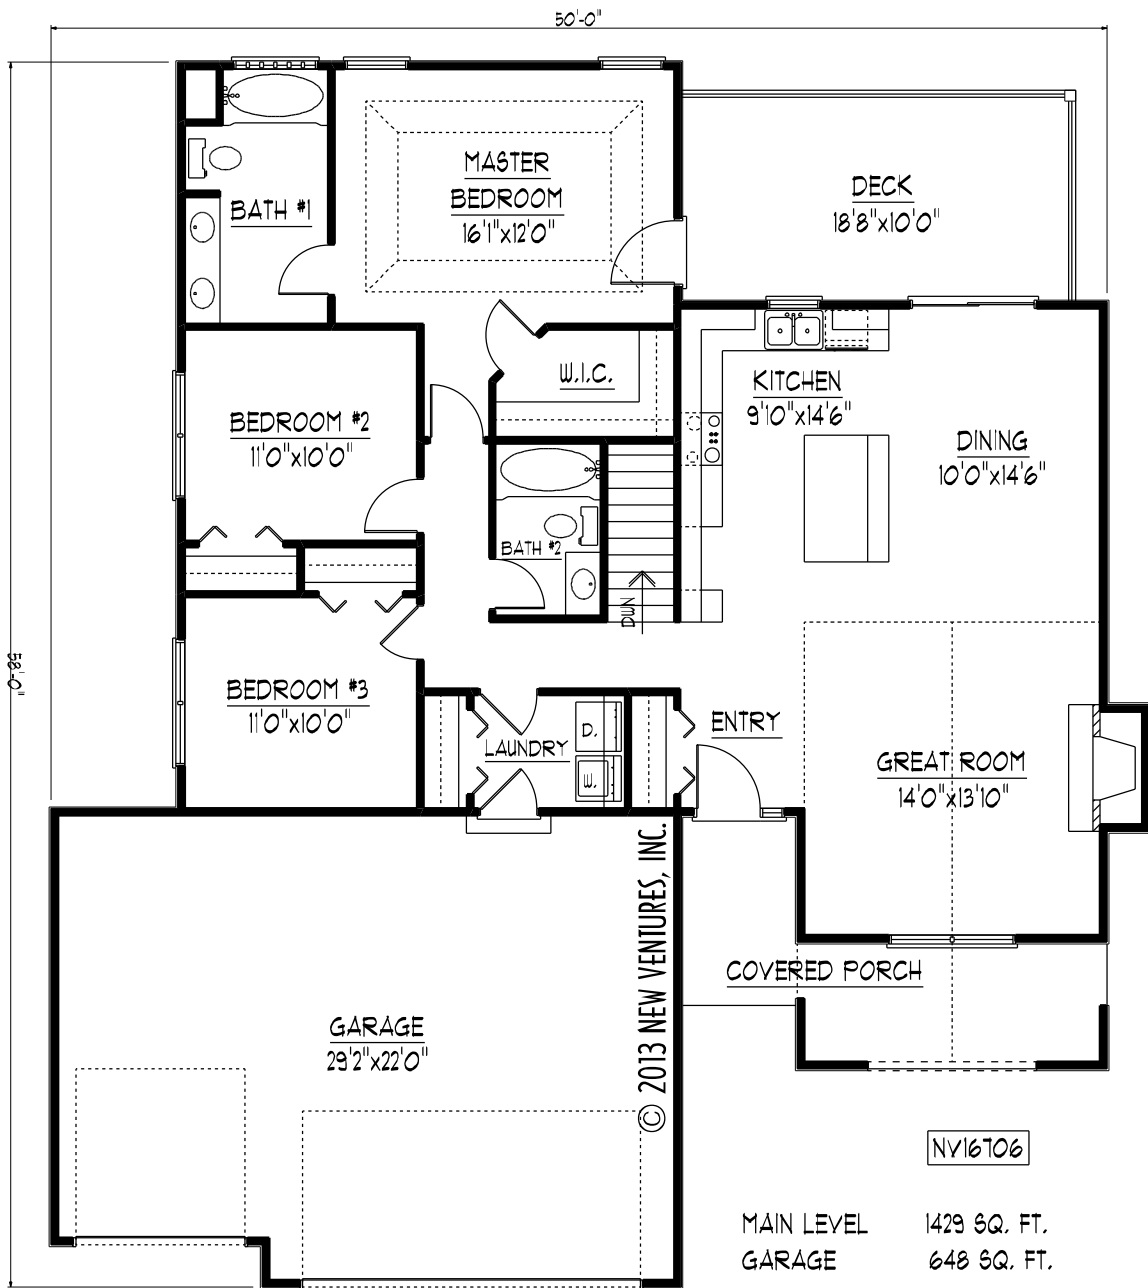 50'-0"
MASTER
BEDROOM
16'1"x12'0"
DECK
18'8"x10'0"
BATH #1
W.I.C.
KITCHEN
9'10"x14'6"
BEDROOM #2
11'0"x10'0"
DINING
10'0"x14'6"
BATH #2
DWN
58'-0"
BEDROOM #3
11'0"x10'0"
ENTRY
D.
LAUNDRY
W.
GREAT ROOM
14'0"x13'10"
© 2013 NEW VENTURES, INC.
COVERED PORCH
GARAGE
29'2"x22'0"
NV16706
MAIN LEVEL 1429 SQ. FT.
GARAGE 648 SQ. FT.